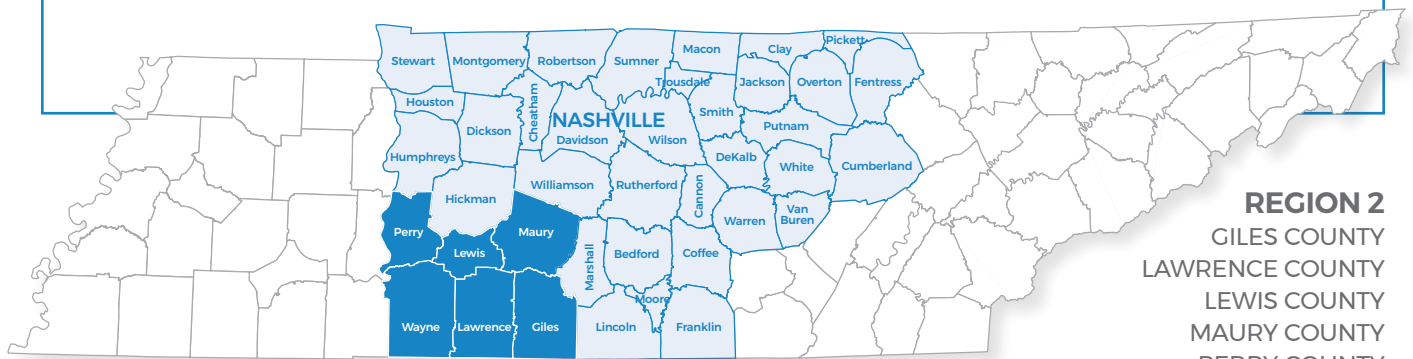 Pickett
Macon
Clay
Stewart
Montgomery
Robertson
Sumner
Trousdale
Jackson
Overton
Fentress
Houston
Cheatham
Smith
NASHVILLE
Dickson
Davidson
Wilson
Putnam
Humphreys
DeKalb
White
Cumberland
Williamson
Rutherford
Cannon
Hickman
Van
Buren
Warren
Perry
Lewis
Maury
Marshall
Bedford
Coffee
Moore
Wayne
Lawrence
Giles
Lincoln
Franklin
REGION 2
GILES COUNTY
LAWRENCE COUNTY
LEWIS COUNTY
MAURY COUNTY
PERRY COUNTY